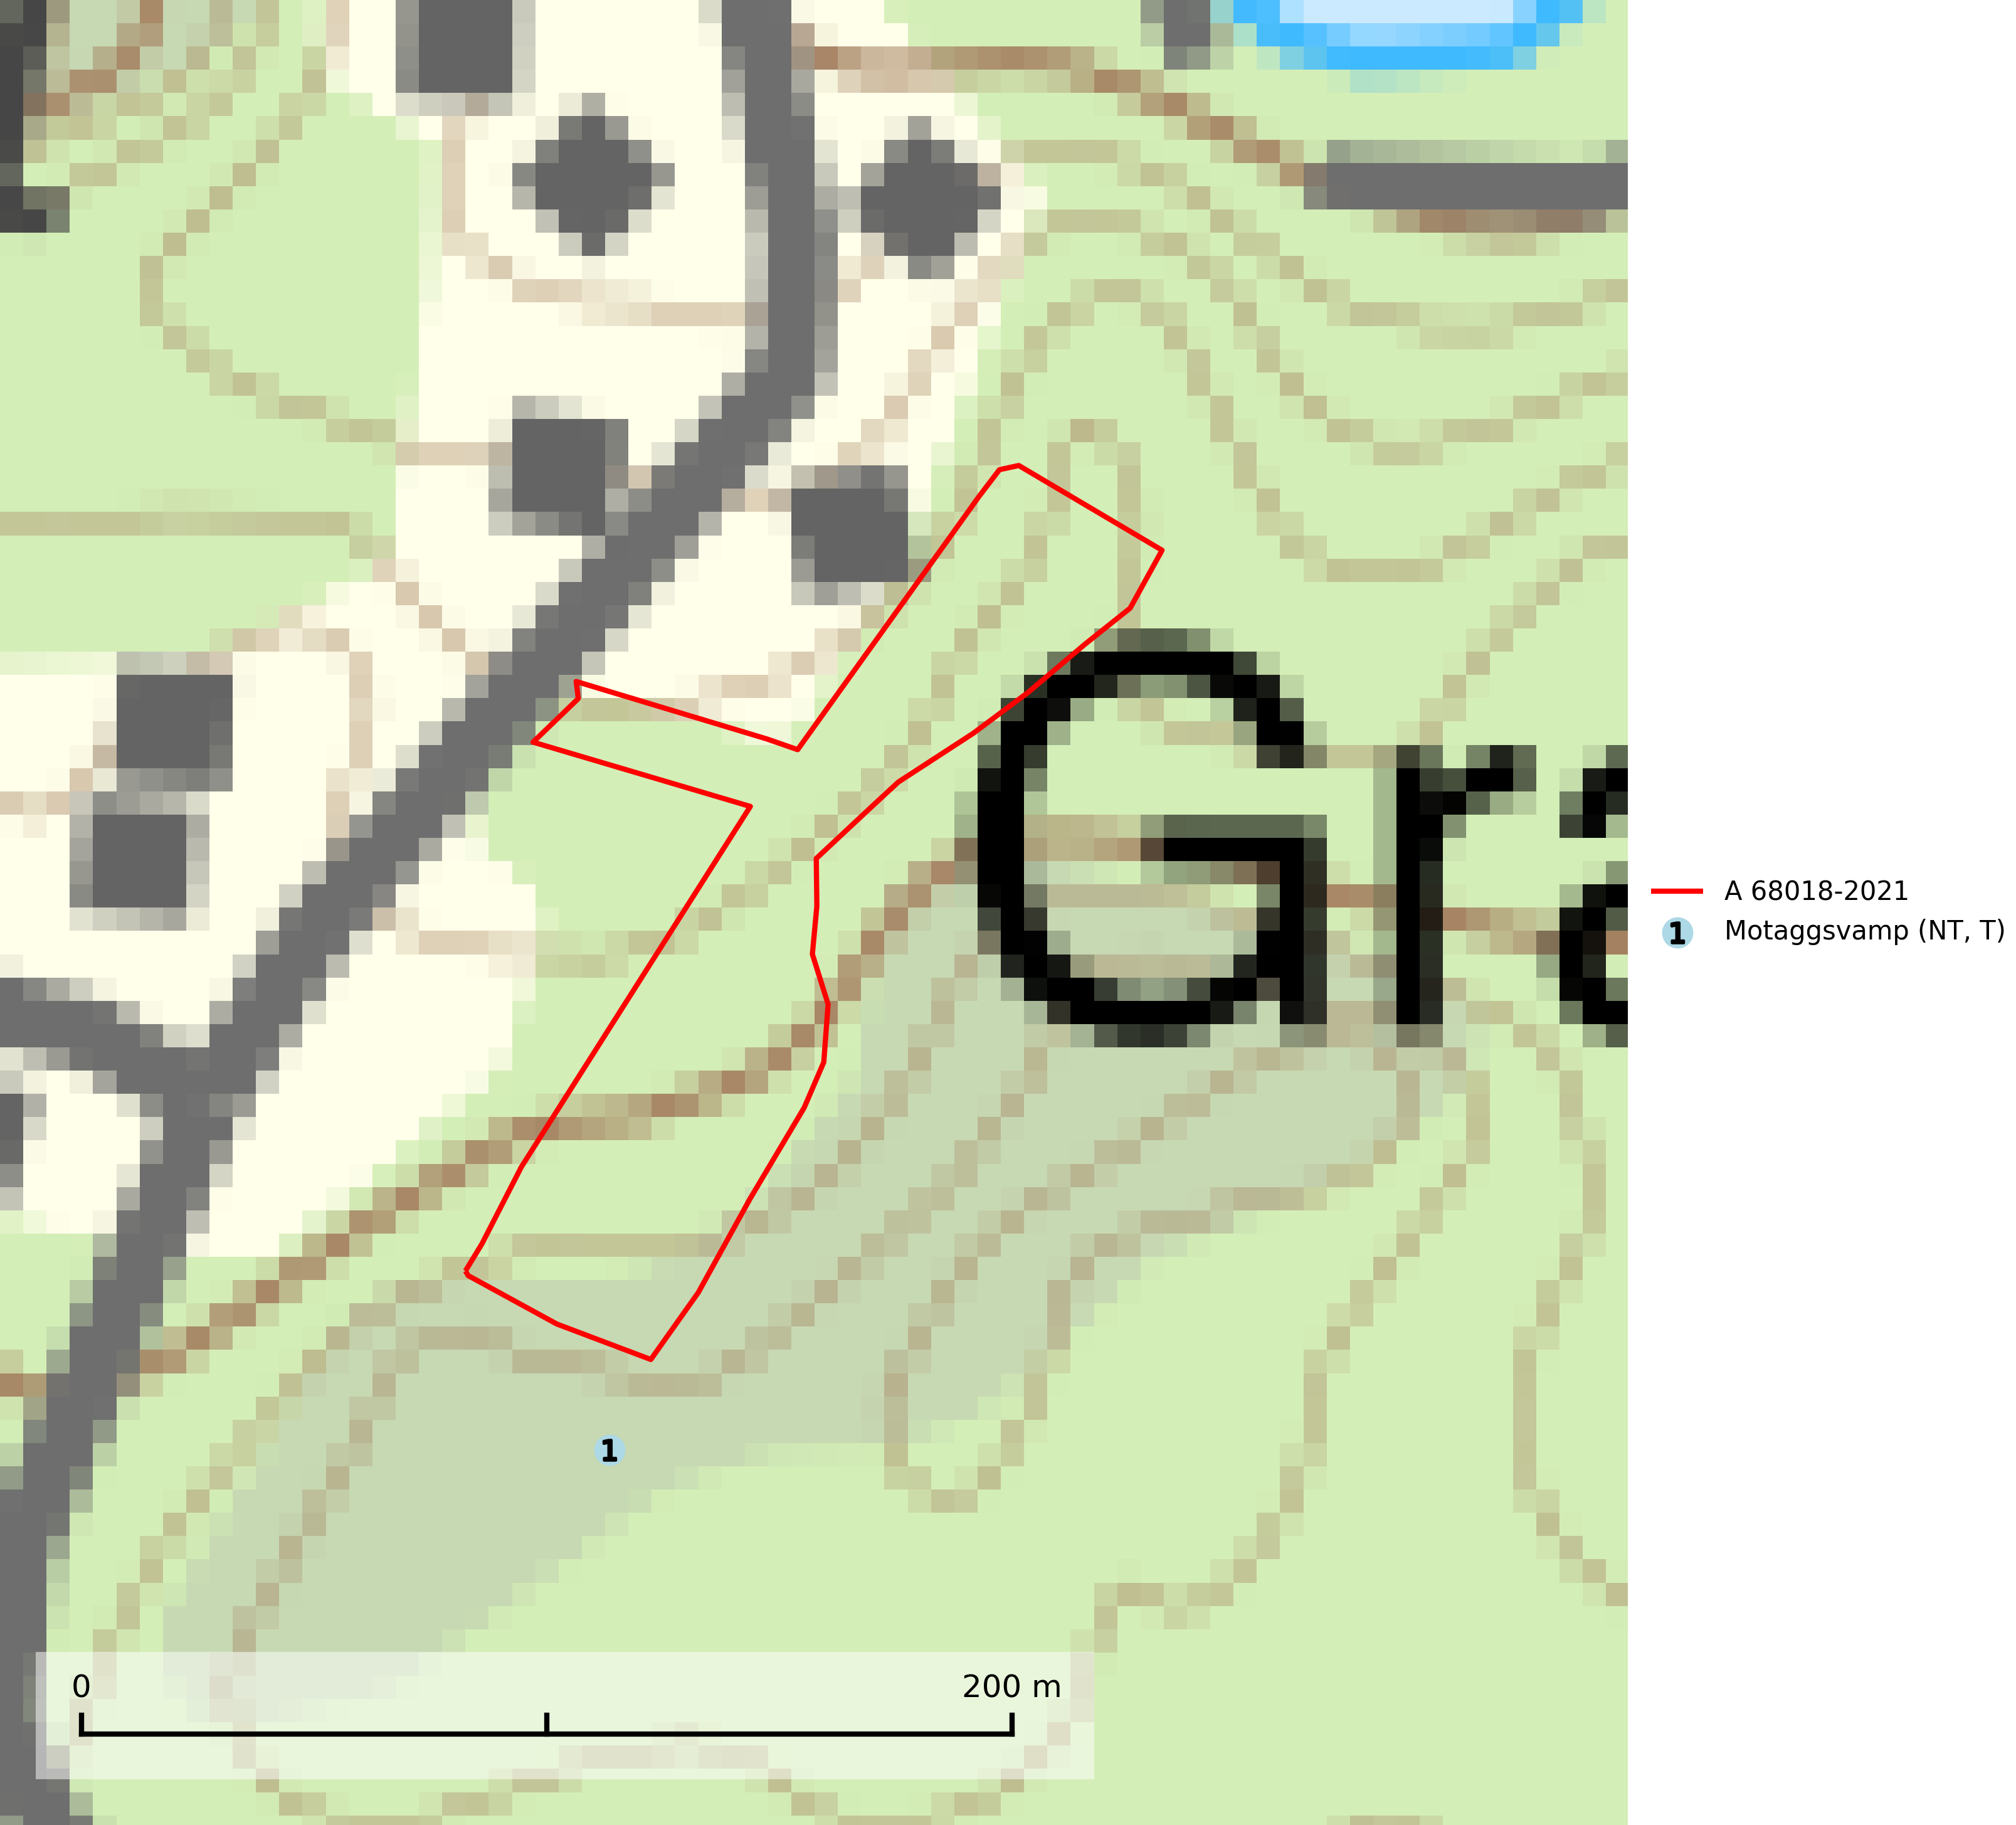 Gr
A 68018-2021
1 Motaggsvamp (NT, T)
1
0 200 m